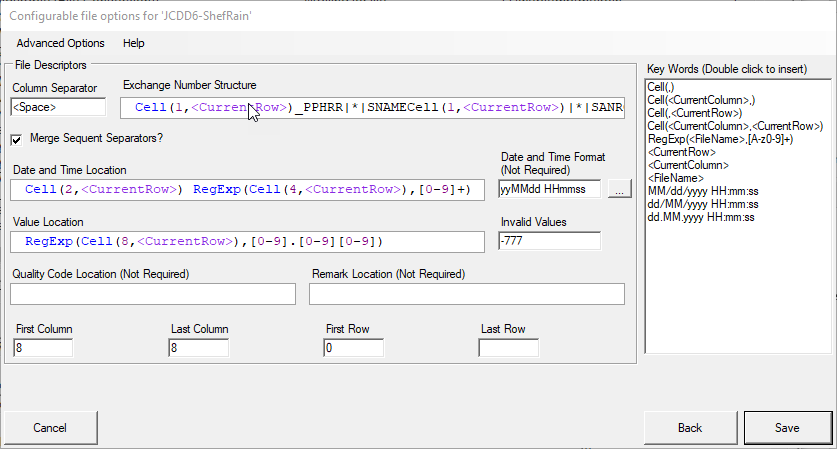 Configurable file options for 'JCDD6-ShefRain'
Advanced Options Help
File Descriptors
Column Separator
<Space>
Exchange Number Structure
Cell(1,<CurrentRow>)_PPHRR|*|SNAMECell(1,<CurrentRow>)|*|SANR
Merge Sequent Separators?
Date and Time Location
Cell(2,<CurrentRow>) RegExp(Cell(4,<CurrentRow>),[0-9]+)
Date and Time Format
(Not Required)
yyMMdd HHmmss
...
Value Location
RegExp(Cell(8,<CurrentRow>),[0-9].[0-9][0-9])
Invalid Values
-777
Quality Code Location (Not Required)
Remark Location (Not Required)
First Column
8
Last Column
8
First Row
0
Last Row
Key Words (Double click to insert)
Cell(,)
Cell(<CurrentColumn>,)
Cell(,<CurrentRow>)
Cell(<CurrentColumn>,<CurrentRow>)
RegExp(<FileName>,[A-z0-9]+)
<CurrentRow>
<CurrentColumn>
<FileName>
MM/dd/yyyy HH:mm:ss
dd/MM/yyyy HH:mm:ss
dd.MM.yyyy HH:mm:ss
Cancel
Back
Save